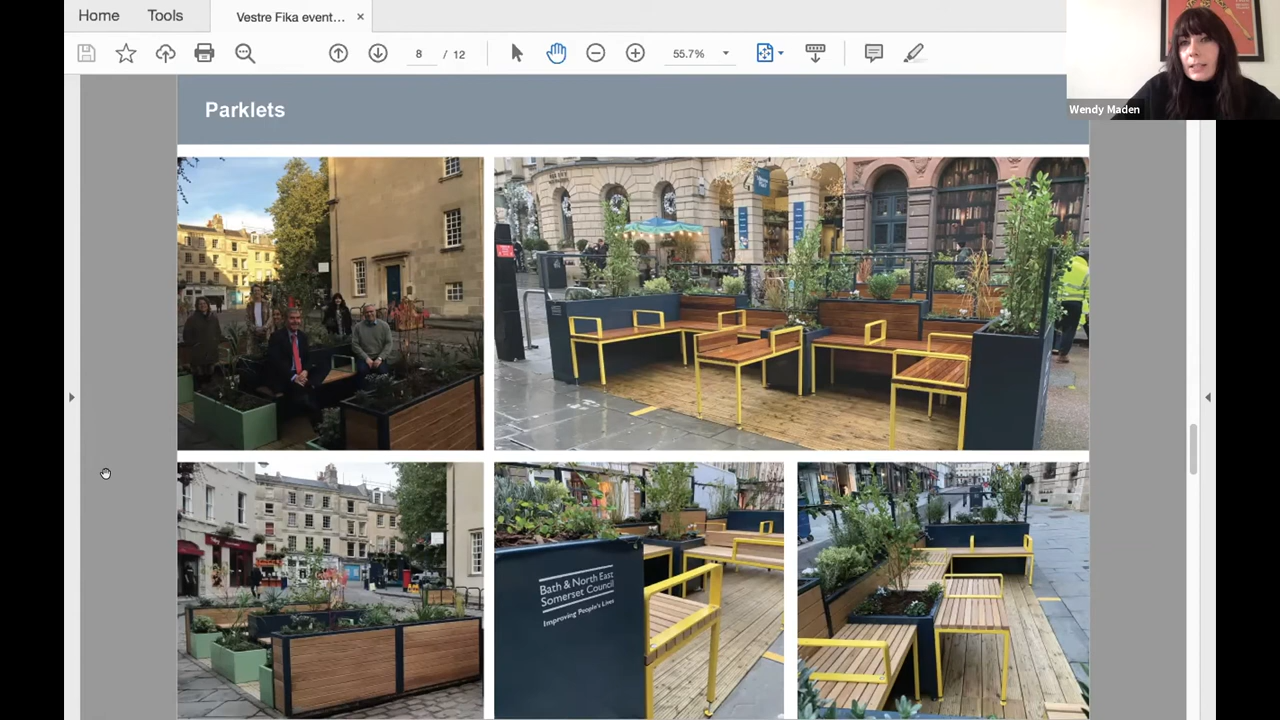 Home Tools Vestre Fika event… ×
8 / 12 55.7%
Wendy Maden
Parklets
Bath & North East
Somerset Council
Improving People's Lives